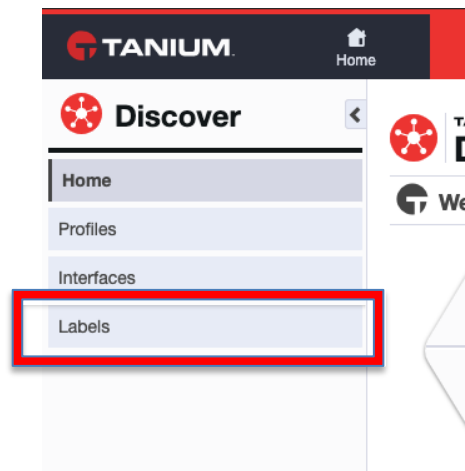 TANIUM
Home
Discover
Home
Profiles
Interfaces
Labels